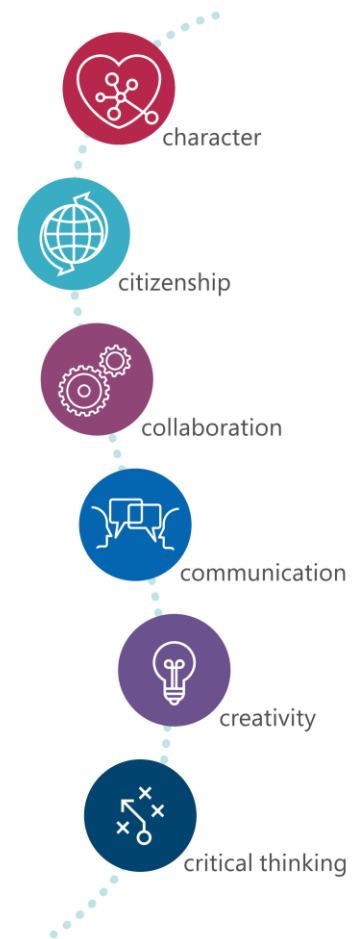 character
citizenship
collaboration
communication
creativity
critical thinking